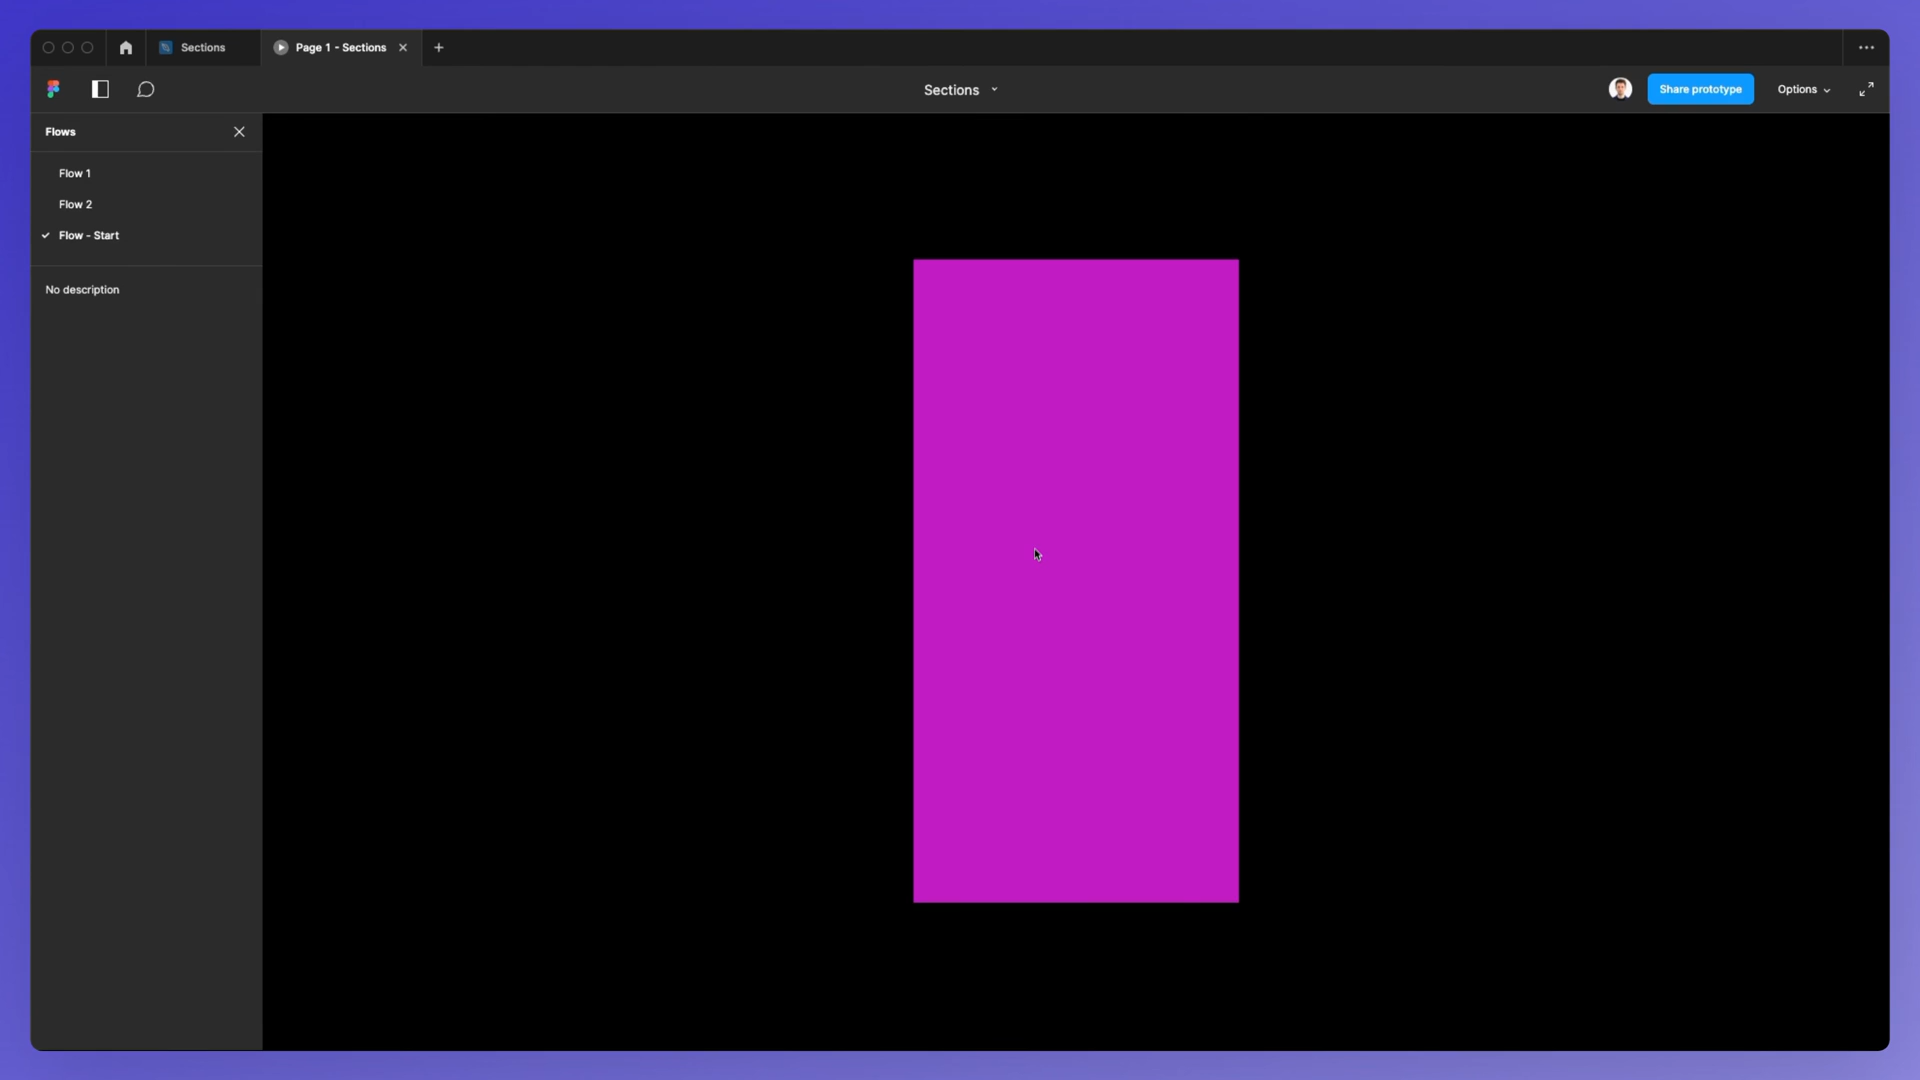 Sections
Page 1 - Sections
Sections
Share prototype
Options
Flows
Flow 1
Flow 2
Flow - Start
No description